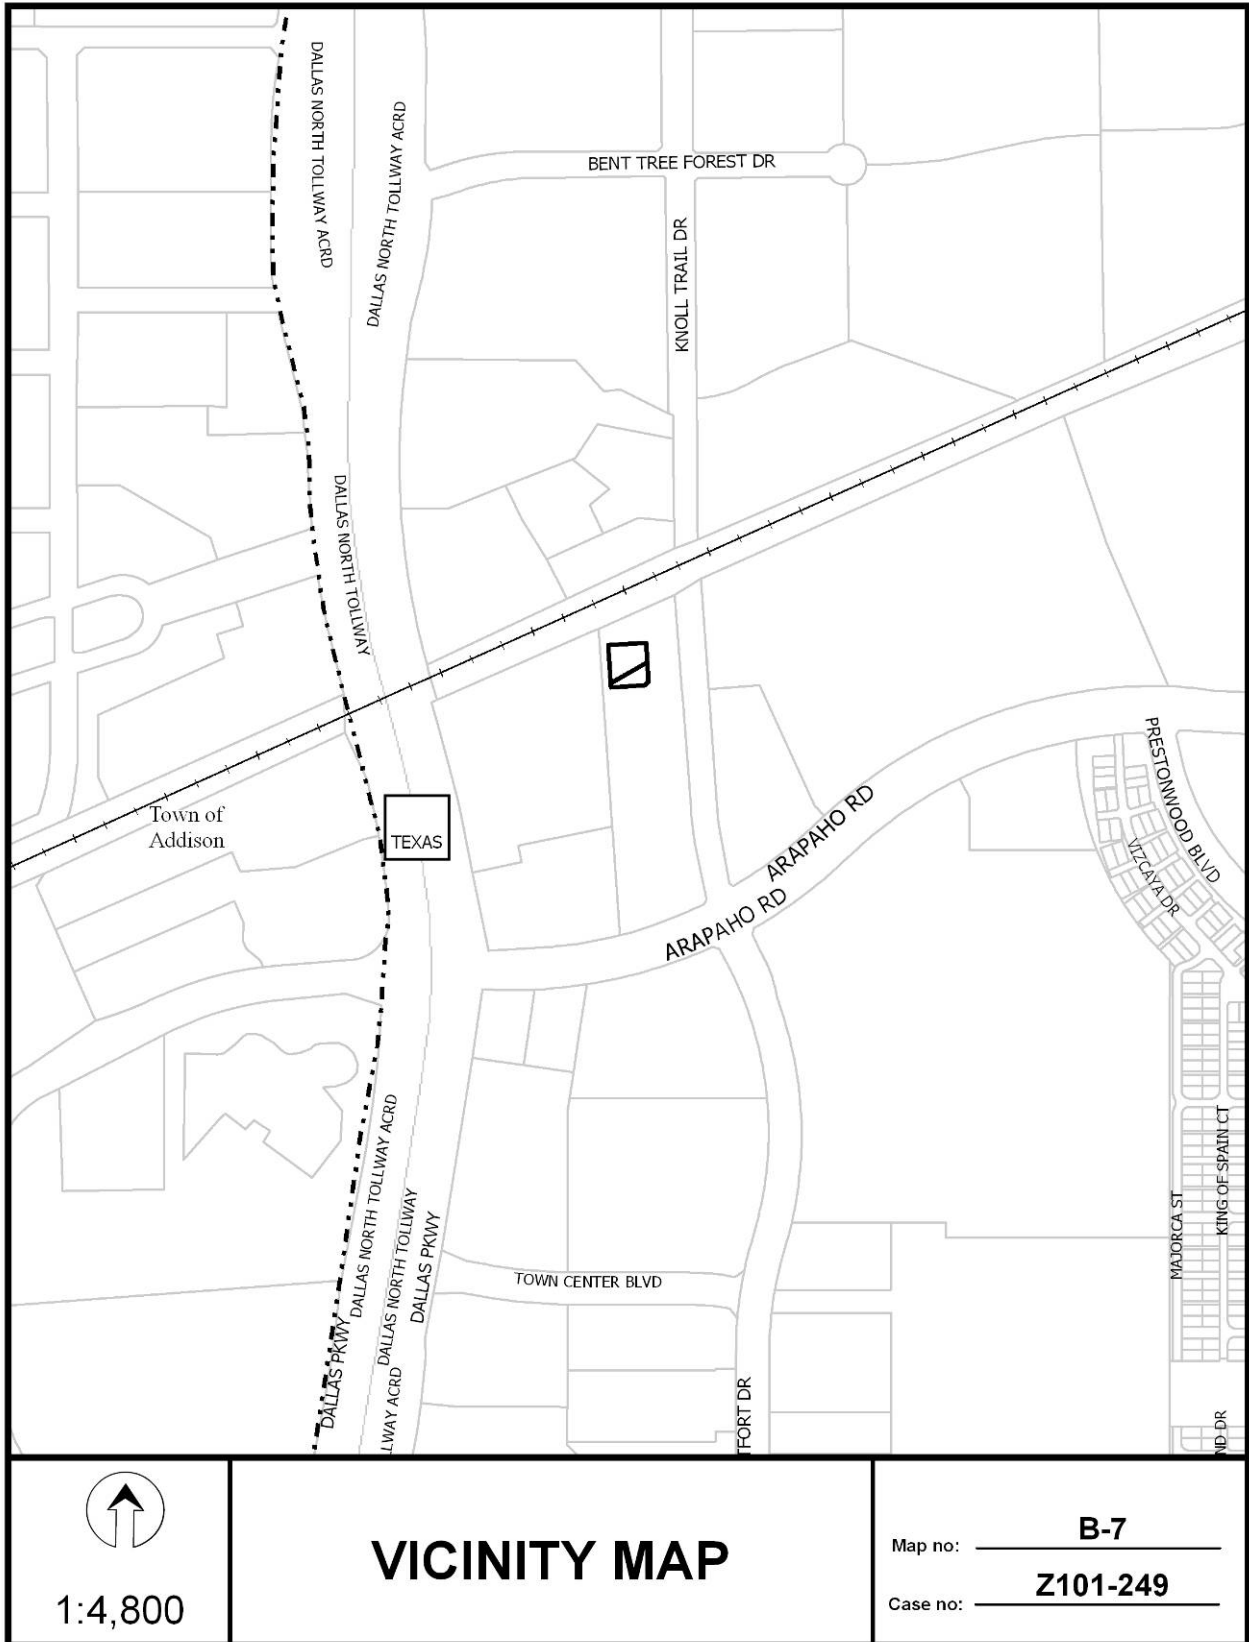 DALLAS NORTH TOLLWAY ACRD
DALLAS NORTH TOLLWAY ACRD
BENT TREE FOREST DR
KNOLL TRAIL DR
DALLAS NORTH TOLLWAY
Town of
Addison
TEXAS
ARAPAHO RD
ARAPAHO RD
PRESTONWOOD BLVD
VIZCAYA DR
DALLAS NORTH TOLLWAY ACRD
DALLAS NORTH TOLLWAY
DALLAS PKWY
TOWN CENTER BLVD
MAJORCA ST
KING OF SPAIN CT
DALLAS PKWY
LLWAY ACRD
TFORT DR
ND DR
1:4,800
VICINITY MAP
Map no: B-7
Case no: Z101-249